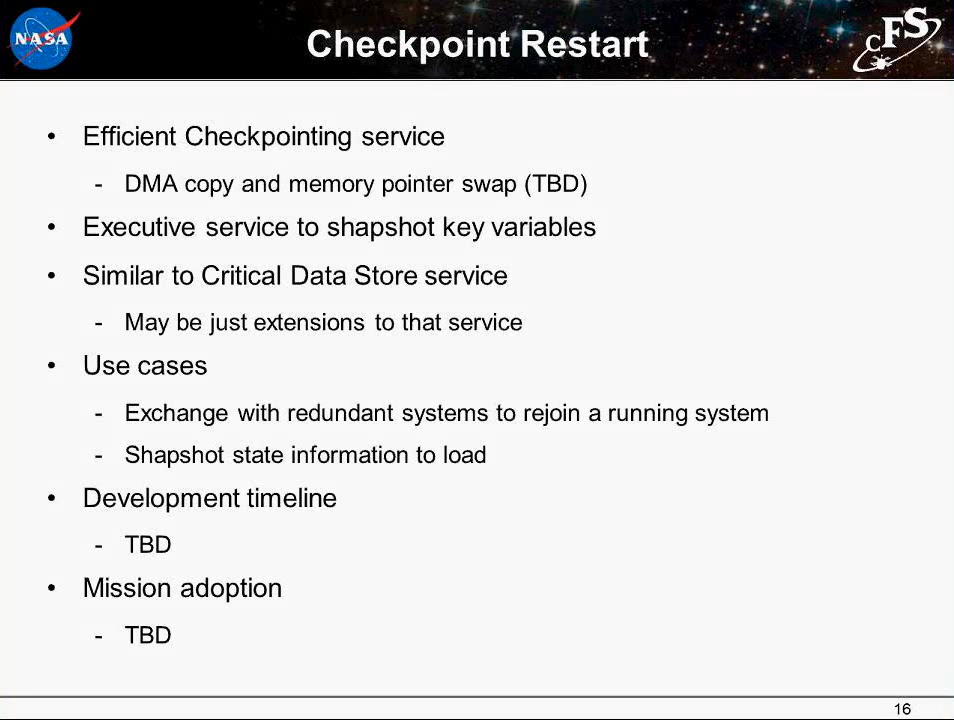 NASA
Checkpoint Restart
cFS
• Efficient Checkpointing service
- DMA copy and memory pointer swap (TBD)
• Executive service to shapshot key variables
• Similar to Critical Data Store service
- May be just extensions to that service
• Use cases
- Exchange with redundant systems to rejoin a running system
- Shapshot state information to load
• Development timeline
- TBD
• Mission adoption
- TBD
16